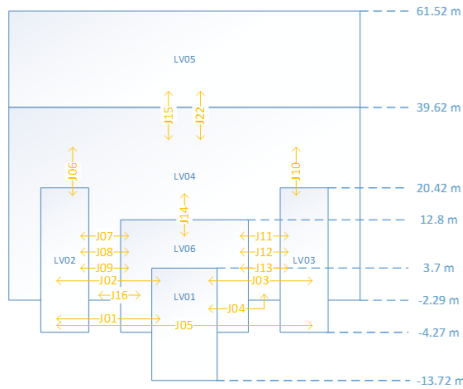 61.52 m
LV05
39.62 m
J15 J22
J06 J10
LV04
20.42 m
J14
12.8 m
J07 J11
J08 LV06 J12
LV02 LV03
J09 J13
3.7 m
J02 J03
J16 LV01
-2.29 m
J04
J01
J05
-4.27 m
-13.72 m